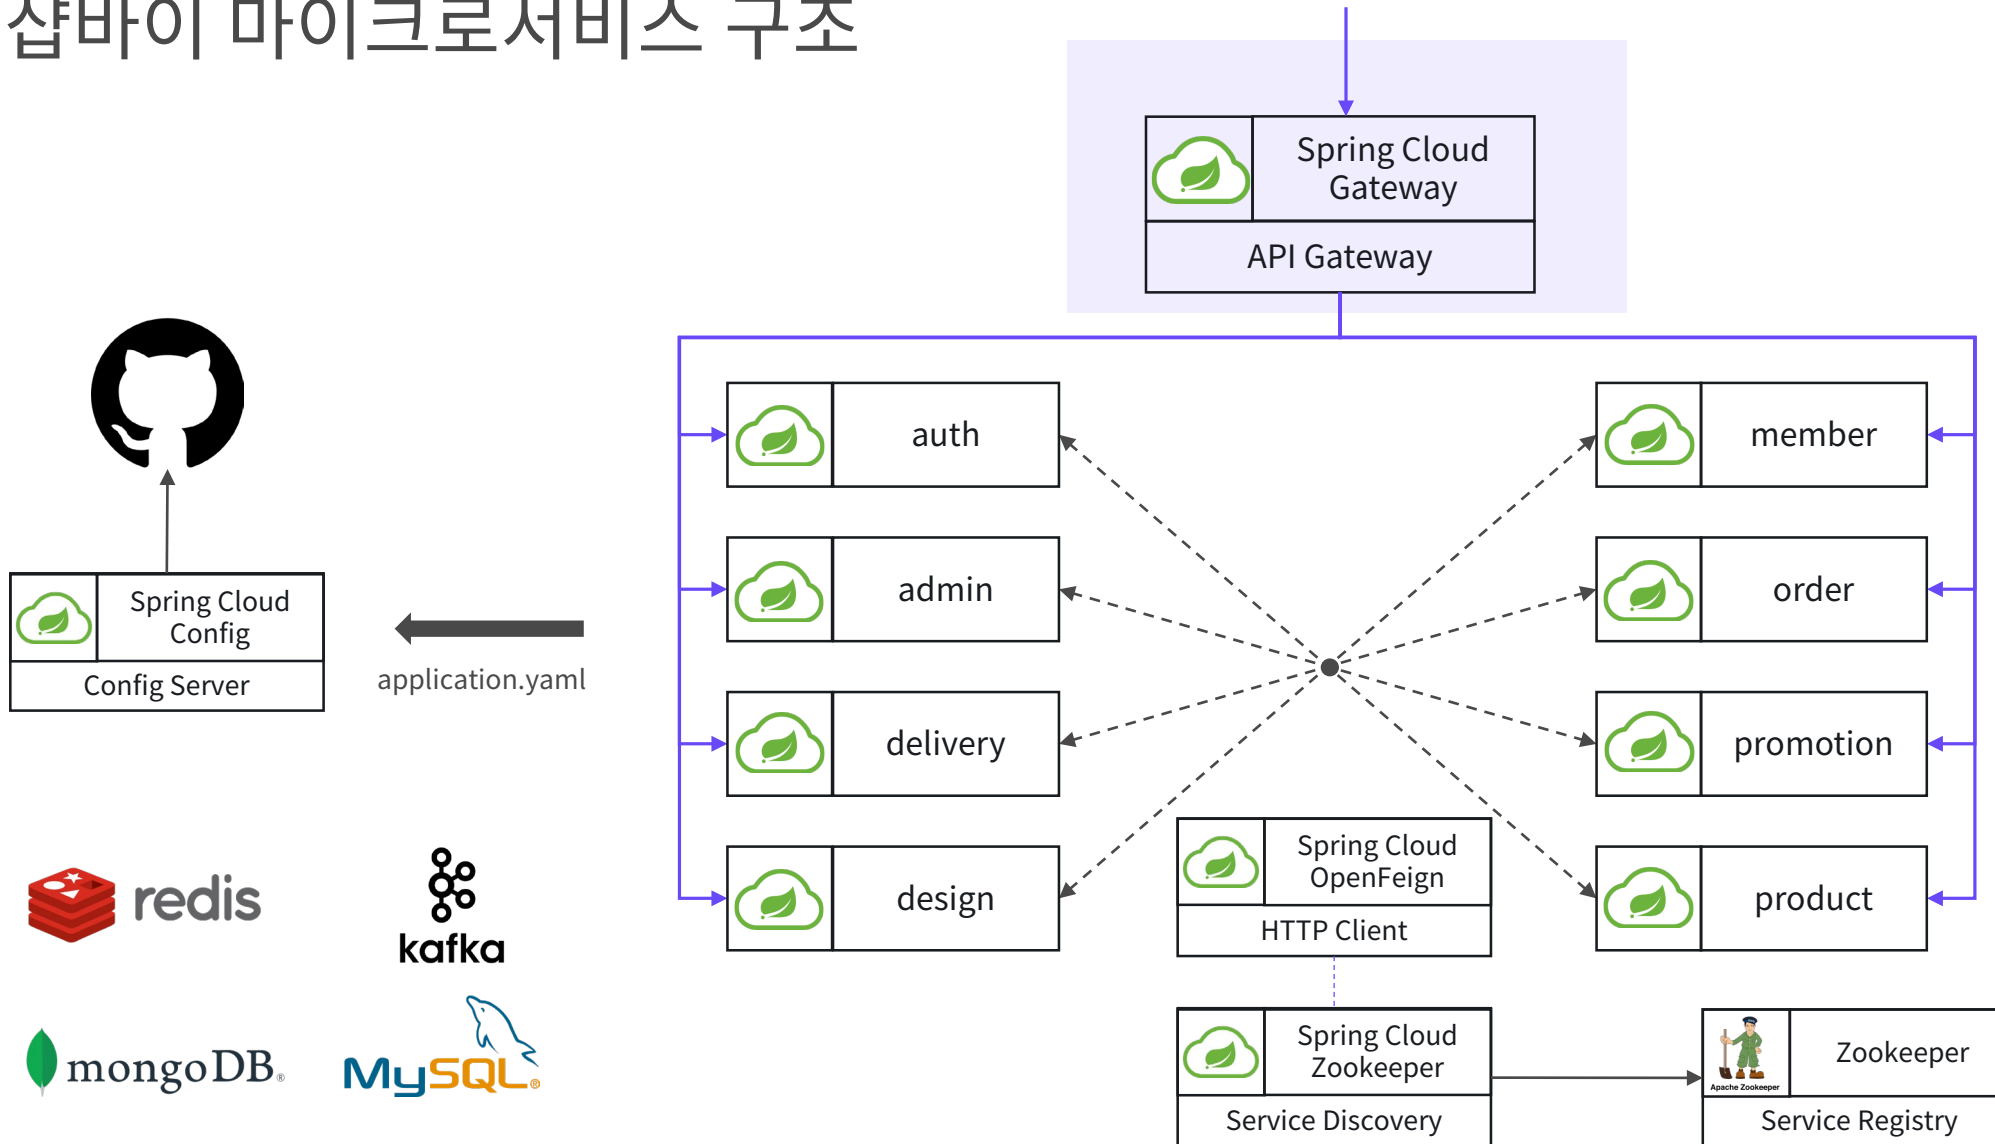 샵바이 마이크로서비스 구조
Spring Cloud
Gateway
API Gateway
auth
member
Spring Cloud
Config
Config Server
application.yaml
admin
order
delivery
promotion
design
product
Spring Cloud
OpenFeign
HTTP Client
redis
kafka
mongoDB®
MySQL®
Spring Cloud
Zookeeper
Service Discovery
Apache Zookeeper
Zookeeper
Service Registry